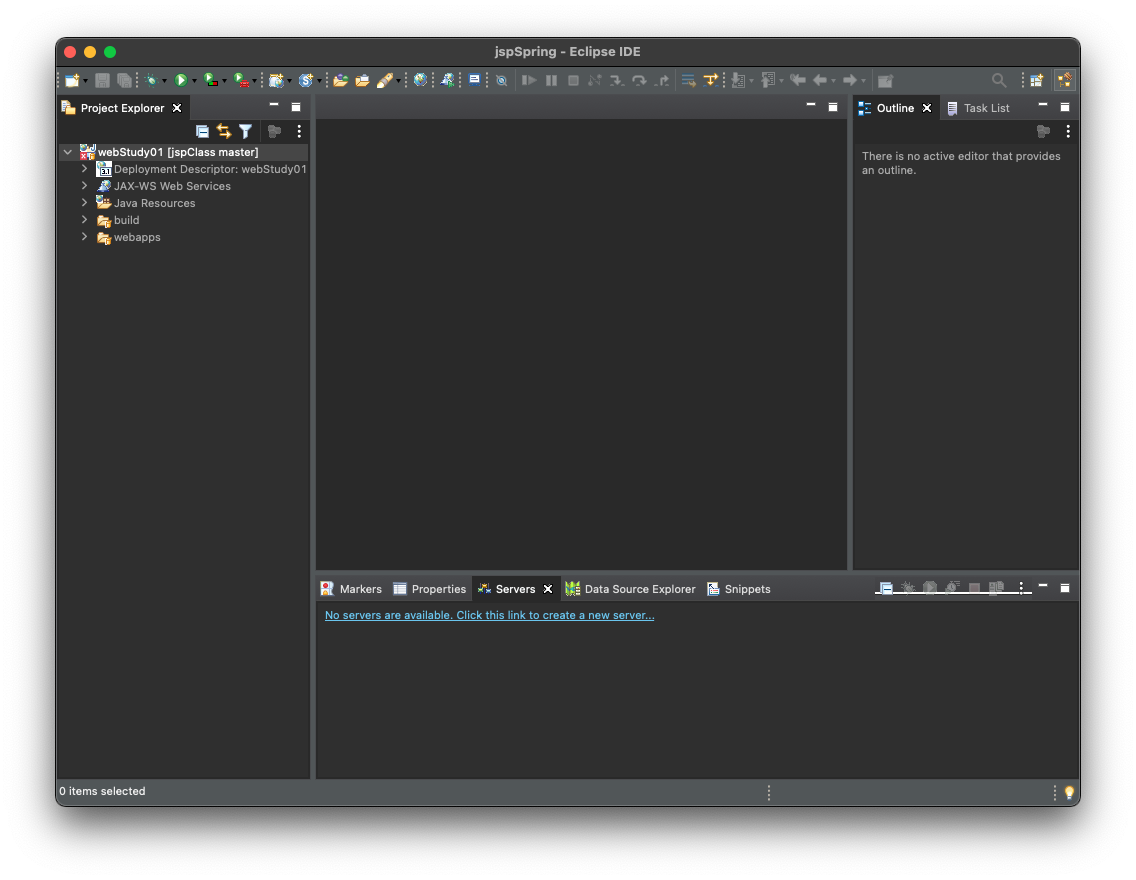 jspSpring - Eclipse IDE
Project Explorer
webStudy01 [jspClass master]
Deployment Descriptor: webStudy01
JAX-WS Web Services
Java Resources
build
webapps
Outline
Task List
There is no active editor that provides
an outline.
Markers
Properties
Servers
Data Source Explorer
Snippets
No servers are available. Click this link to create a new server...
0 items selected